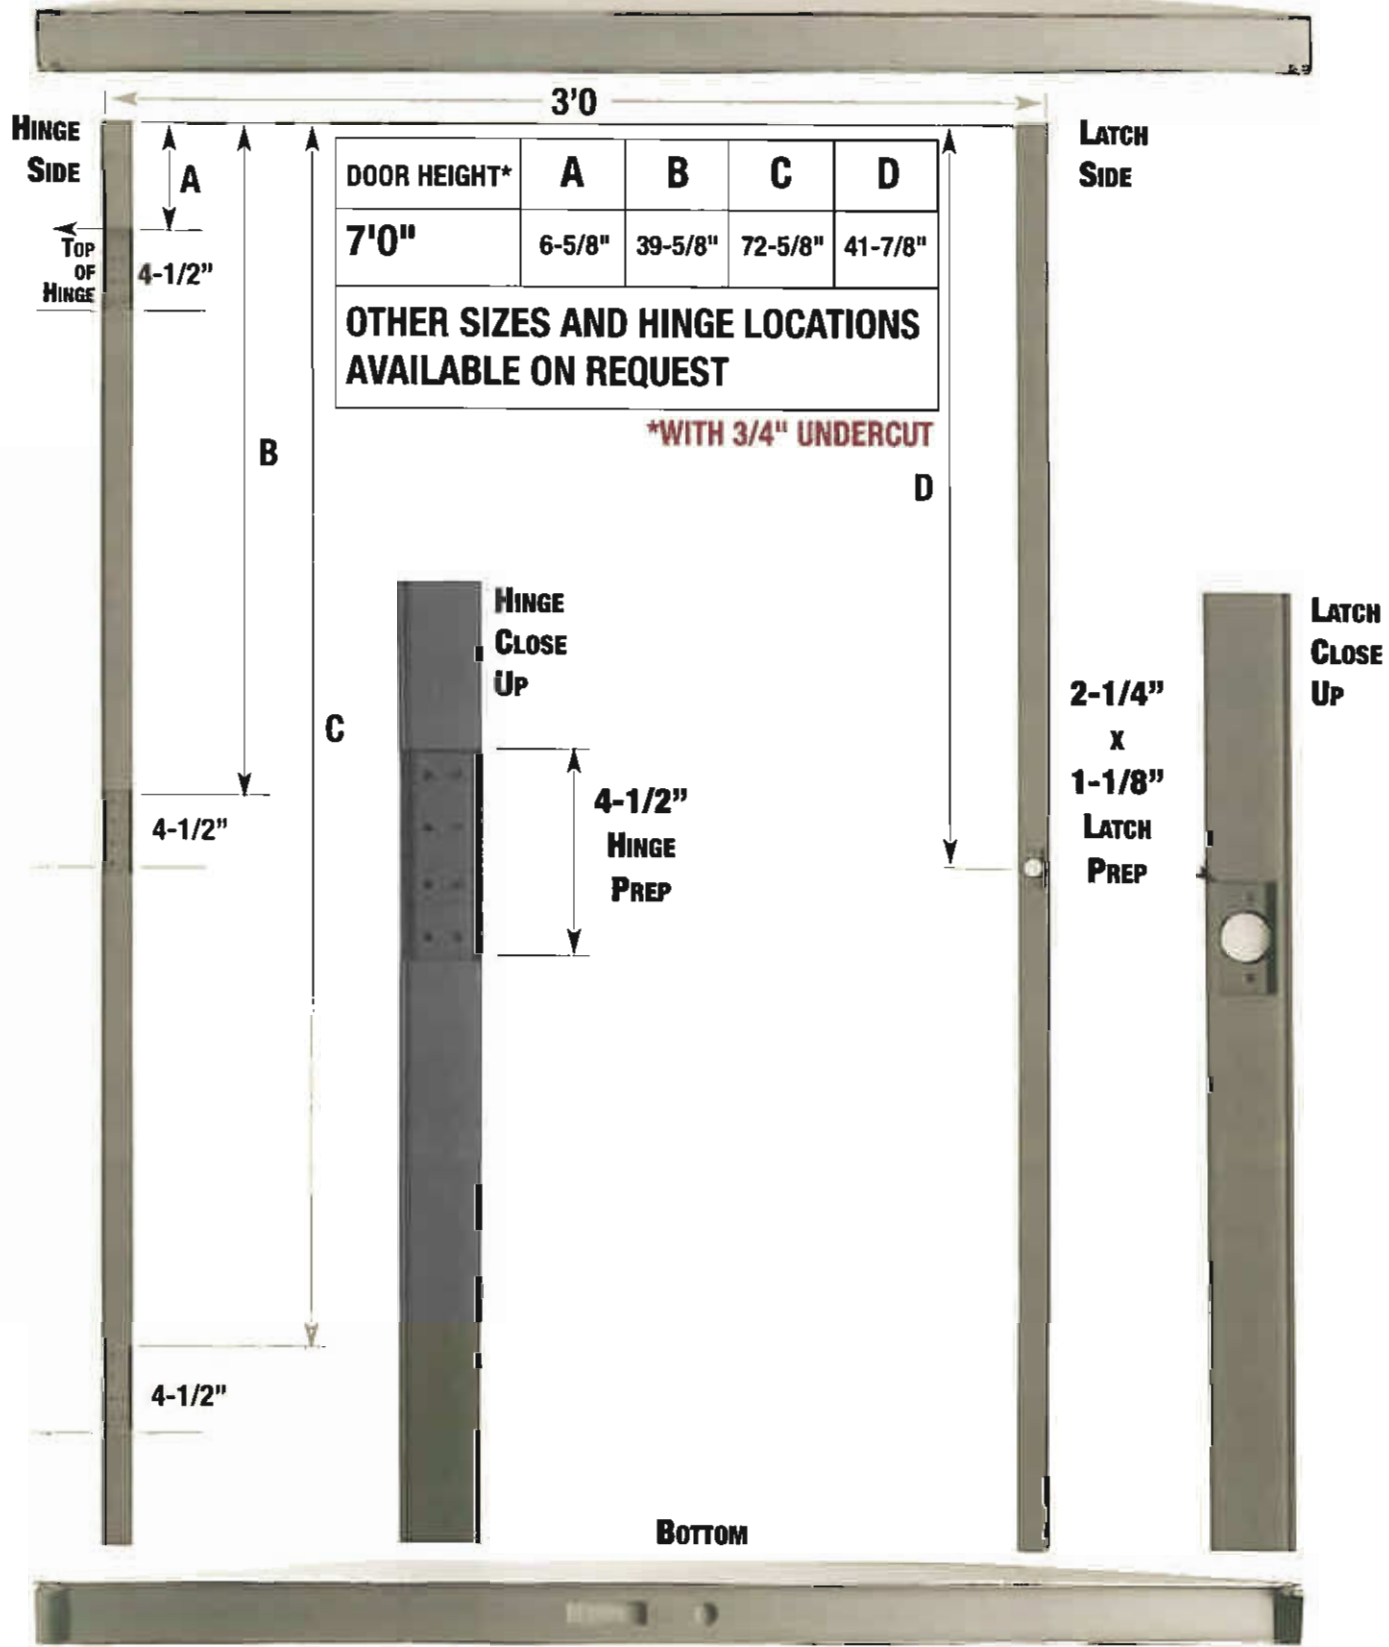 3'0
HINGE
SIDE
LATCH
SIDE
A
TOP
OF
HINGE
4-1/2"
DOOR HEIGHT* A B C D
7'0" 6-5/8" 39-5/8" 72-5/8" 41-7/8"
OTHER SIZES AND HINGE LOCATIONS
AVAILABLE ON REQUEST
*WITH 3/4" UNDERCUT
B
D
HINGE
CLOSE
UP
LATCH
CLOSE
UP
C
2-1/4"
x
1-1/8"
LATCH
PREP
4-1/2"
HINGE
PREP
4-1/2"
4-1/2"
BOTTOM